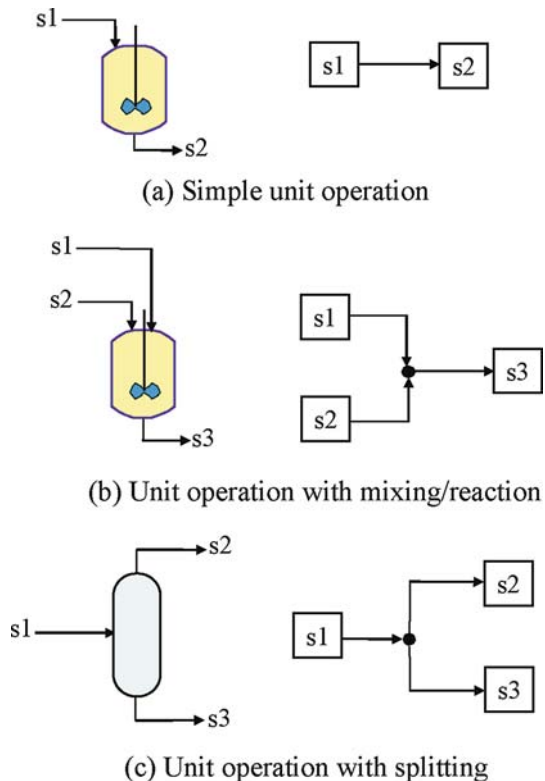 s1
s2
s1
s2
(a) Simple unit operation
s1
s2
s3
s1
s2
s3
(b) Unit operation with mixing/reaction
s2
s1
s3
s1
s2
s3
(c) Unit operation with splitting